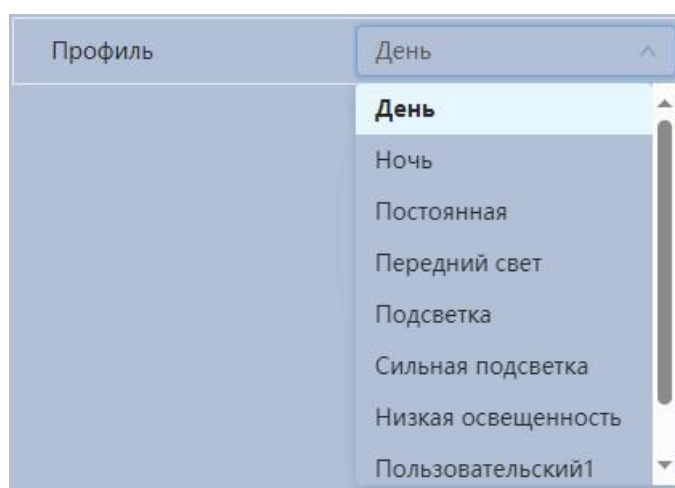 Профиль День
День
Ночь
Постоянная
Передний свет
Подсветка
Сильная подсветка
Низкая освещенность
Пользовательский1